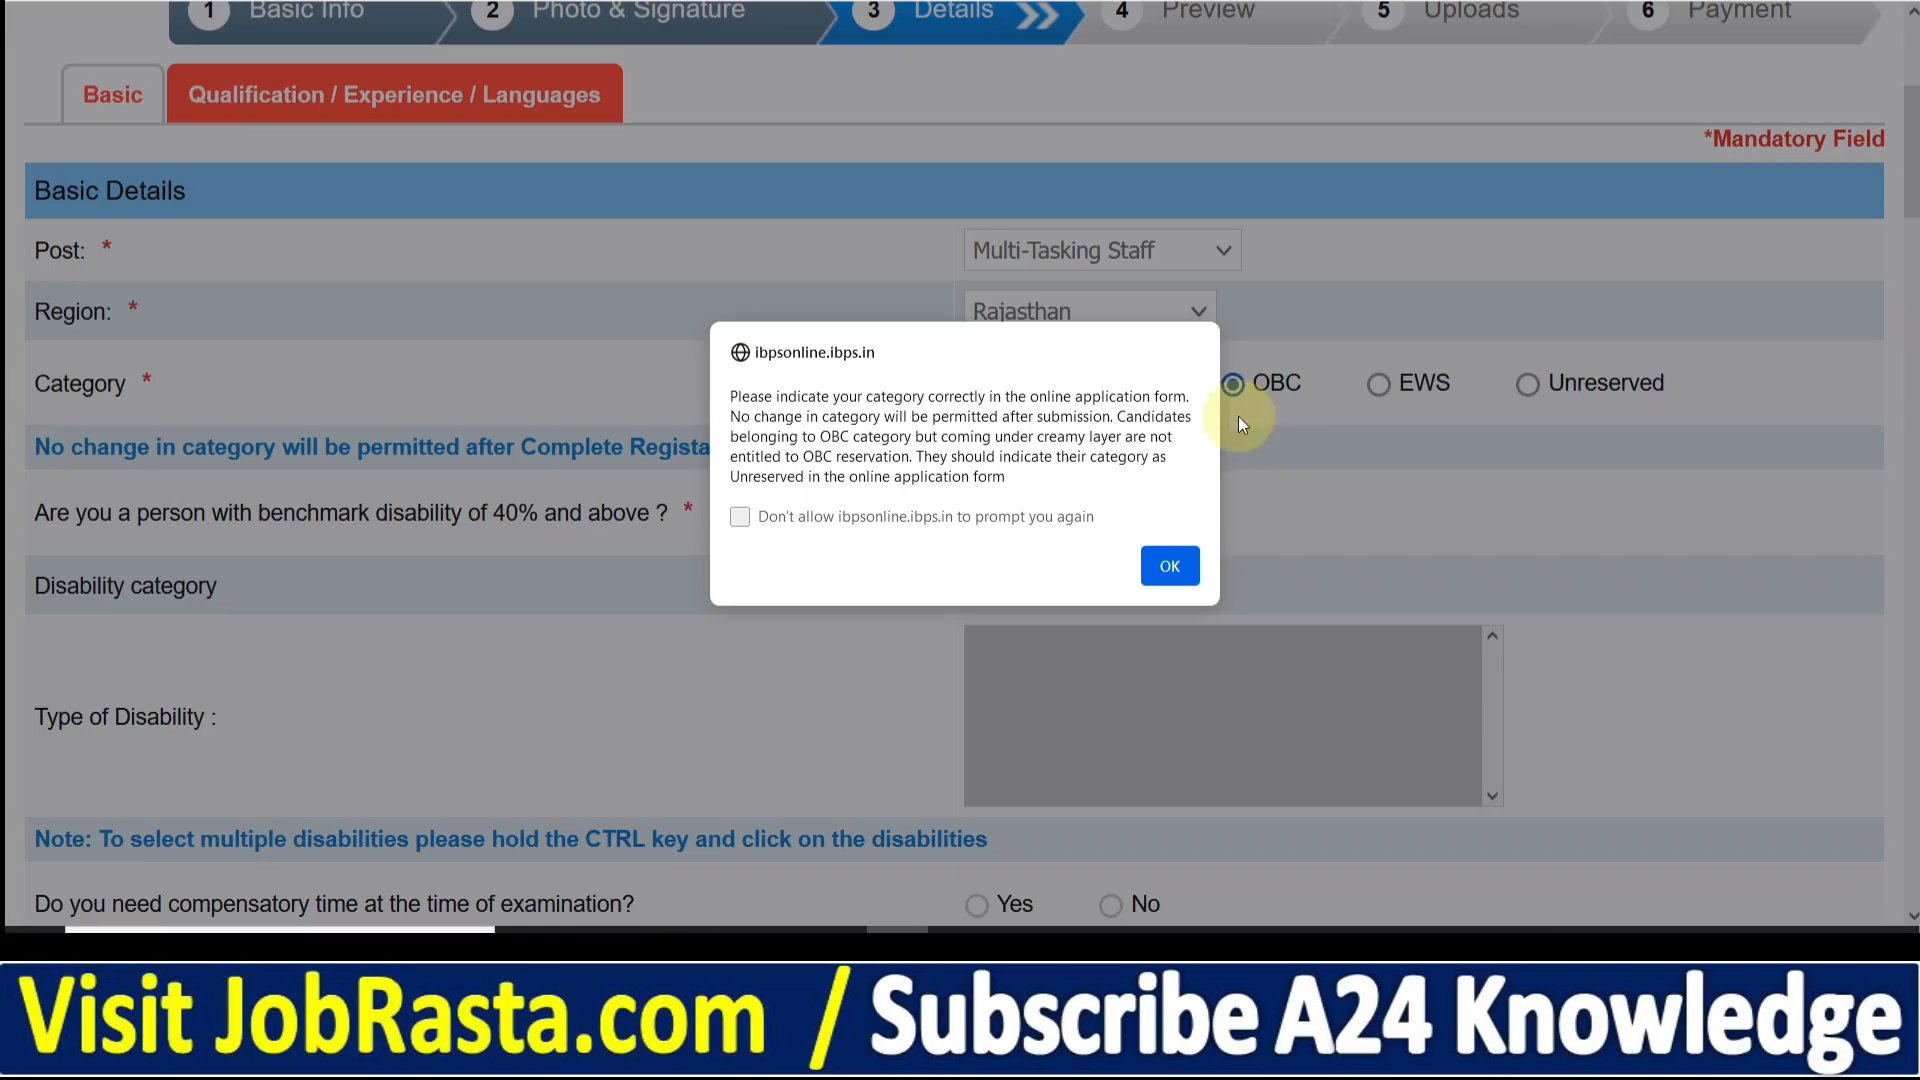 1 Basic Info 2 Photo & Signature 3 Details 4 Preview 5 Uploads 6 Payment
Basic Qualification / Experience / Languages
*Mandatory Field
Basic Details
Post: * Multi-Tasking Staff
Region: * Rajasthan
ibpsonline.ibps.in
Please indicate your category correctly in the online application form.
No change in category will be permitted after submission. Candidates
belonging to OBC category but coming under creamy layer are not
entitled to OBC reservation. They should indicate their category as
Unreserved in the online application form
Don't allow ibpsonline.ibps.in to prompt you again
OK
Category * OBC EWS Unreserved
No change in category will be permitted after Complete Regista
Are you a person with benchmark disability of 40% and above ? *
Disability category
Type of Disability :
Note: To select multiple disabilities please hold the CTRL key and click on the disabilities
Do you need compensatory time at the time of examination? Yes No
Visit JobRasta.com / Subscribe A24 Knowledge